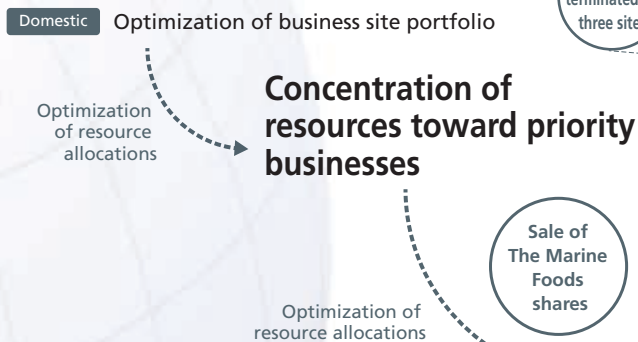 Domestic Optimization of business site portfolio
terminated
three site
Optimization
of resource
allocations
Concentration of
resources toward priority
businesses
Sale of
The Marine
Foods
shares
Optimization of
resource allocations